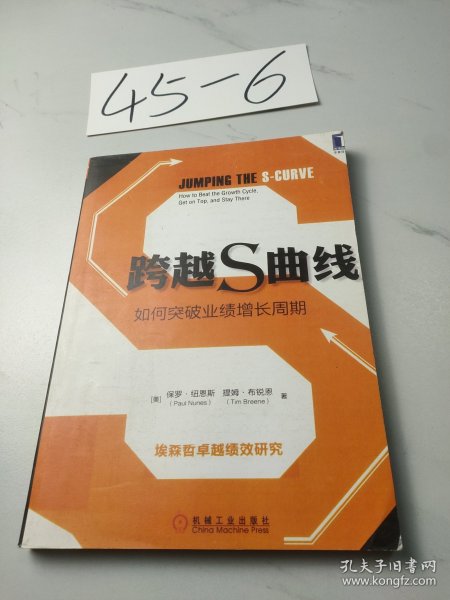 45-6
JUMPING THE S-CURVE
How to Beat the Growth Cycle,
Get on Top, and Stay There
跨越S曲线
如何突破业绩增长周期
[美] 保罗·纽恩斯 提姆·布锐恩 著
(Paul Nunes) (Tim Breene)
埃森哲卓越绩效研究
机械工业出版社
China Machine Press
孔夫子旧书网
www.kongfz.com